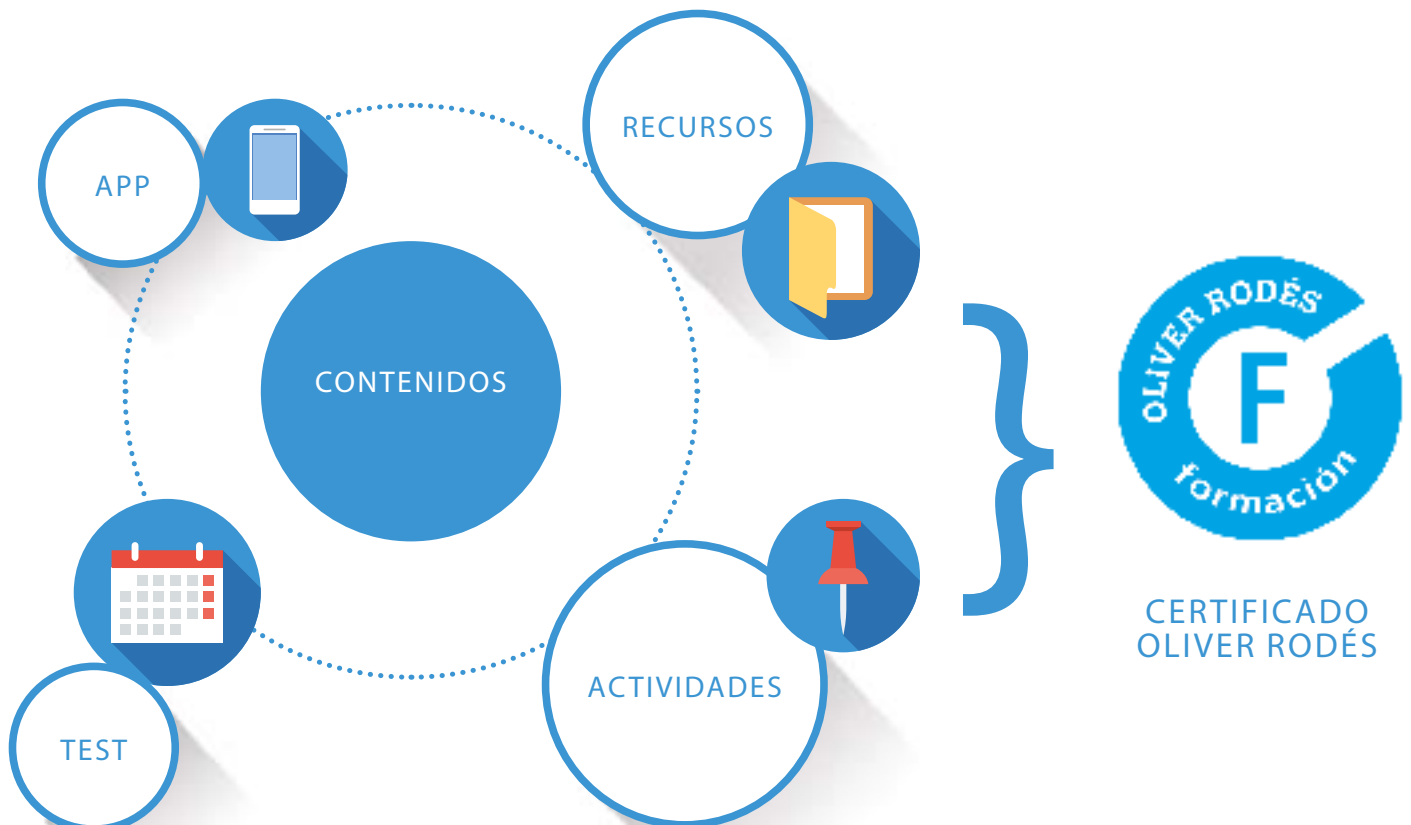 APP
RECURSOS
CONTENIDOS
TEST
ACTIVIDADES
OLIVER RODÉS
F
formación
CERTIFICADO
OLIVER RODÉS